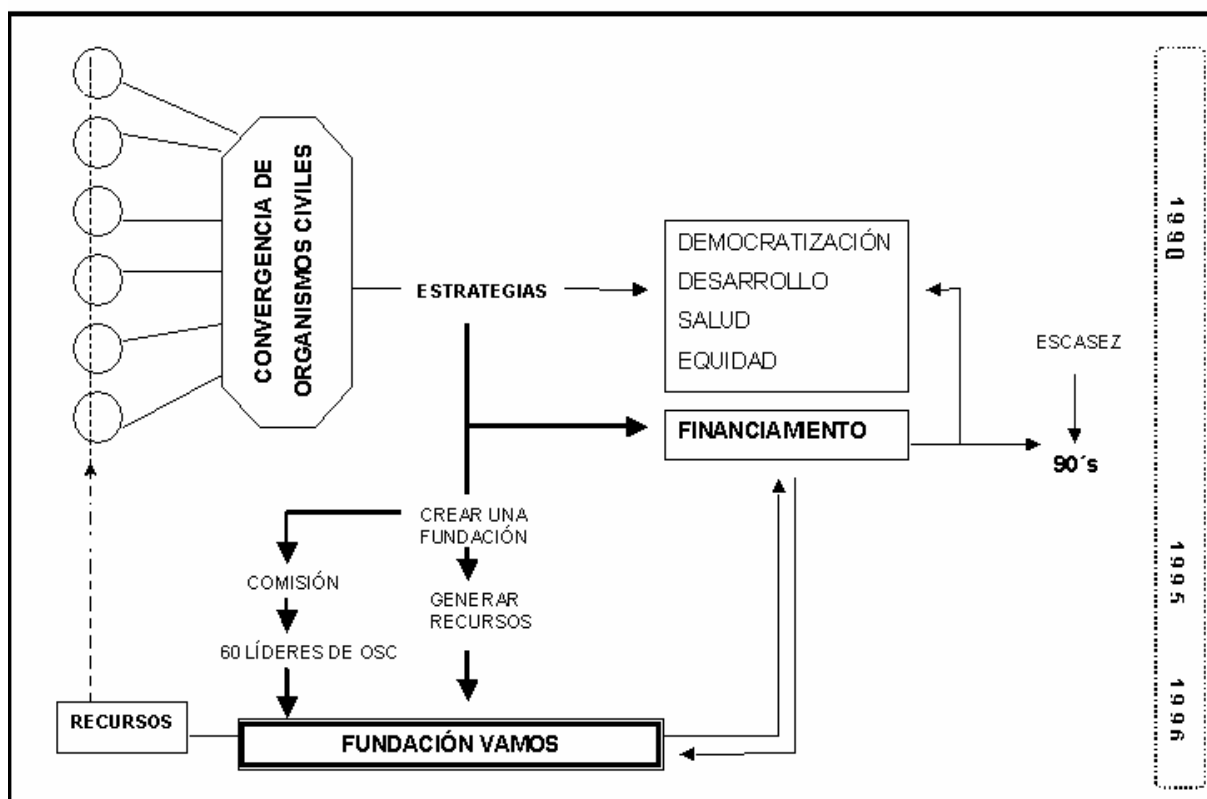 CONVERGENCIA DE
ORGANISMOS CIVILES
ESTRATEGIAS
DEMOCRATIZACIÓN
DESARROLLO
SALUD
EQUIDAD
FINANCIAMIENTO
ESCASEZ
90´s
CREAR UNA
FUNDACIÓN
COMISIÓN
GENERAR
RECURSOS
60 LÍDERES DE OSC
RECURSOS
FUNDACIÓN VAMOS
1990
1995
1996